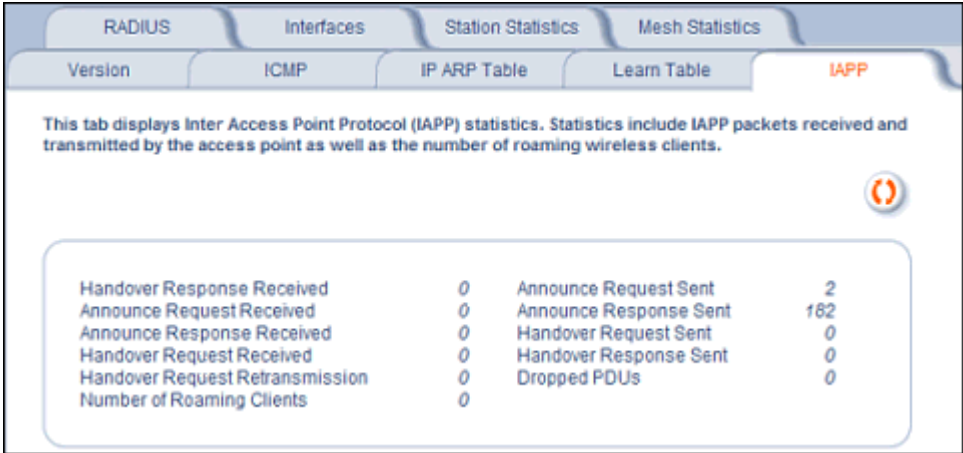 RADIUS Interfaces Station Statistics Mesh Statistics
Version ICMP IP ARP Table Learn Table IAPP
This tab displays Inter Access Point Protocol (IAPP) statistics. Statistics include IAPP packets received and
transmitted by the access point as well as the number of roaming wireless clients.
Handover Response Received 0 Announce Request Sent 2
Announce Request Received 0 Announce Response Sent 182
Announce Response Received 0 Handover Request Sent 0
Handover Request Received 0 Handover Response Sent 0
Handover Request Retransmission 0 Dropped PDUs 0
Number of Roaming Clients 0